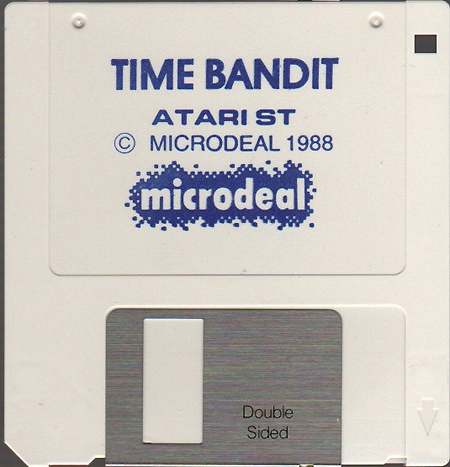 TIME BANDIT
ATARI ST
© MICRODEAL 1988
microdeal
Double
Sided